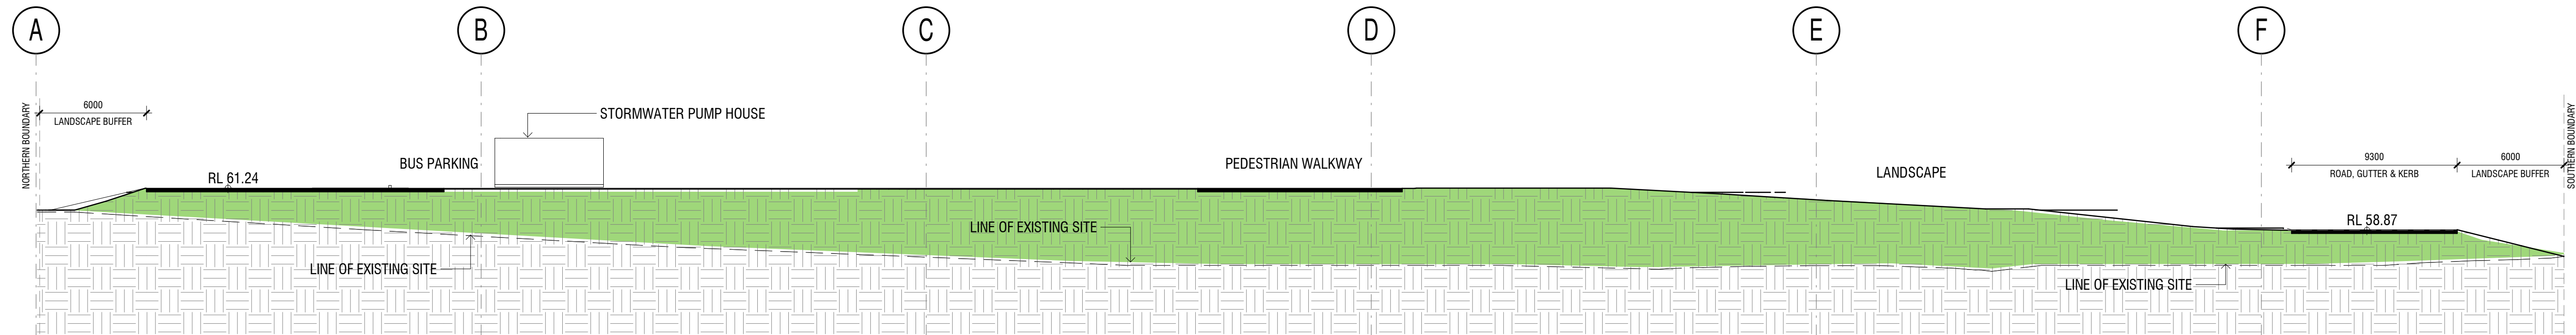 A
B
C
D
E
F
NORTHERN BOUNDARY
6000
LANDSCAPE BUFFER
STORMWATER PUMP HOUSE
BUS PARKING
RL 61.24
PEDESTRIAN WALKWAY
LANDSCAPE
9300
ROAD, GUTTER & KERB
6000
LANDSCAPE BUFFER
SOUTHERN BOUNDARY
RL 58.87
LINE OF EXISTING SITE
LINE OF EXISTING SITE
LINE OF EXISTING SITE